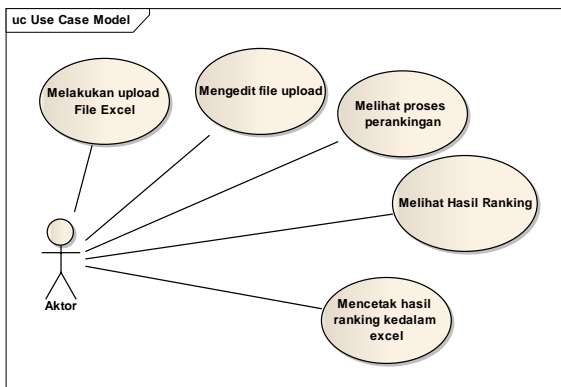 uc Use Case Model
Melakukan upload
File Excel
Mengedit file upload
Melihat proses
perankingan
Melihat Hasil Ranking
Aktor
Mencetak hasil
ranking kedalam
excel